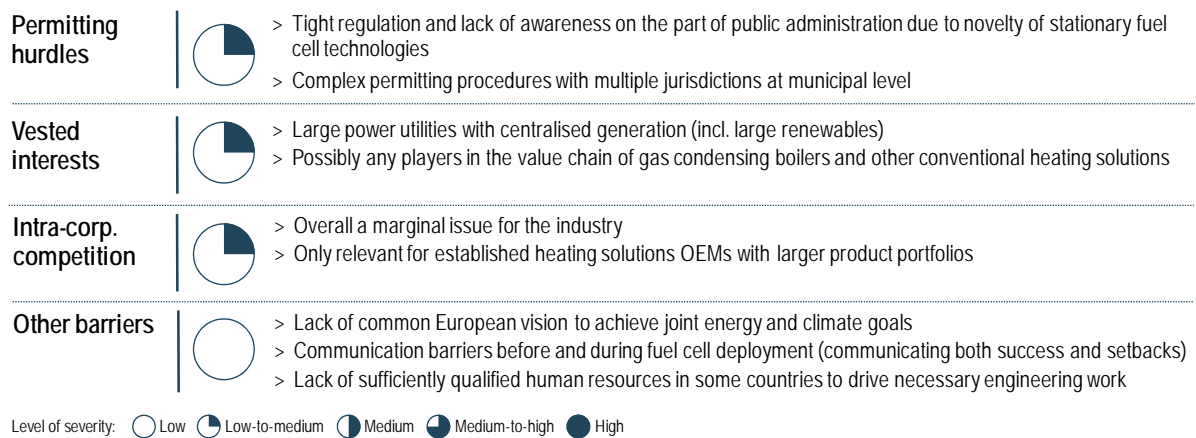 Permitting
hurdles
> Tight regulation and lack of awareness on the part of public administration due to novelty of stationary fuel
cell technologies
> Complex permitting procedures with multiple jurisdictions at municipal level
Vested
interests
> Large power utilities with centralised generation (incl. large renewables)
> Possibly any players in the value chain of gas condensing boilers and other conventional heating solutions
Intra-corp.
competition
> Overall a marginal issue for the industry
> Only relevant for established heating solutions OEMs with larger product portfolios
Other barriers
> Lack of common European vision to achieve joint energy and climate goals
> Communication barriers before and during fuel cell deployment (communicating both success and setbacks)
> Lack of sufficiently qualified human resources in some countries to drive necessary engineering work
Level of severity: Low Low-to-medium Medium Medium-to-high High